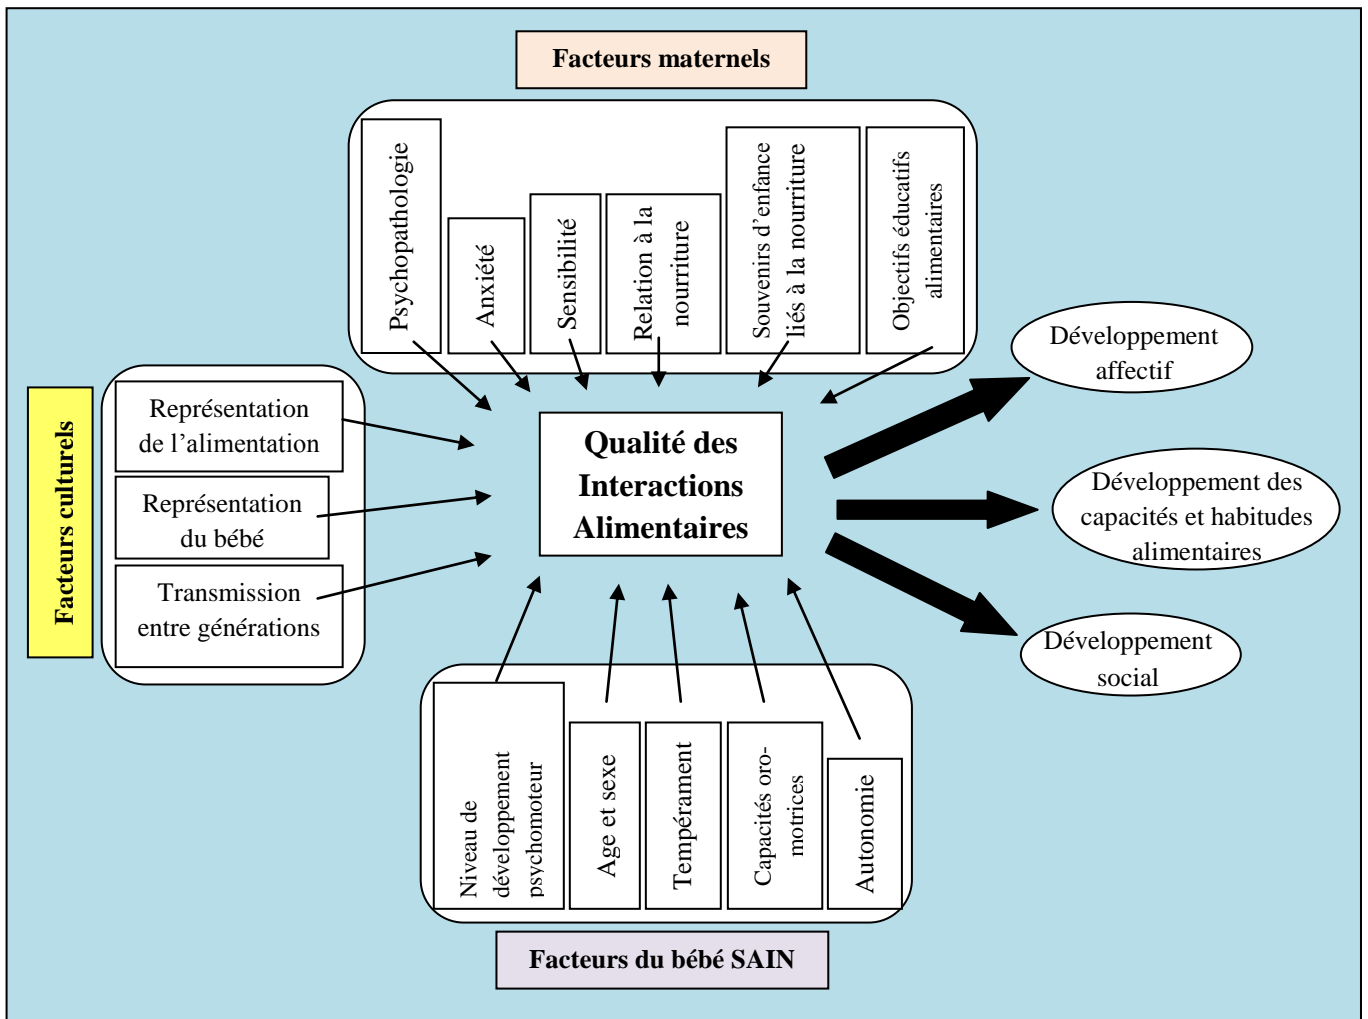 Facteurs maternels
Psychopathologie
Anxiété
Sensibilité
Relation à la
nourriture
Souvenirs d’enfance
liés à la nourriture
Objectifs éducatifs
alimentaires
Facteurs culturels
Représentation
de l’alimentation
Représentation
du bébé
Transmission
entre générations
Qualité des
Interactions
Alimentaires
Développement
affectif
Développement des
capacités et habitudes
alimentaires
Développement
social
Niveau de
développement
psychomoteur
Age et sexe
Tempérament
Capacités oro-
motrices
Autonomie
Facteurs du bébé SAIN